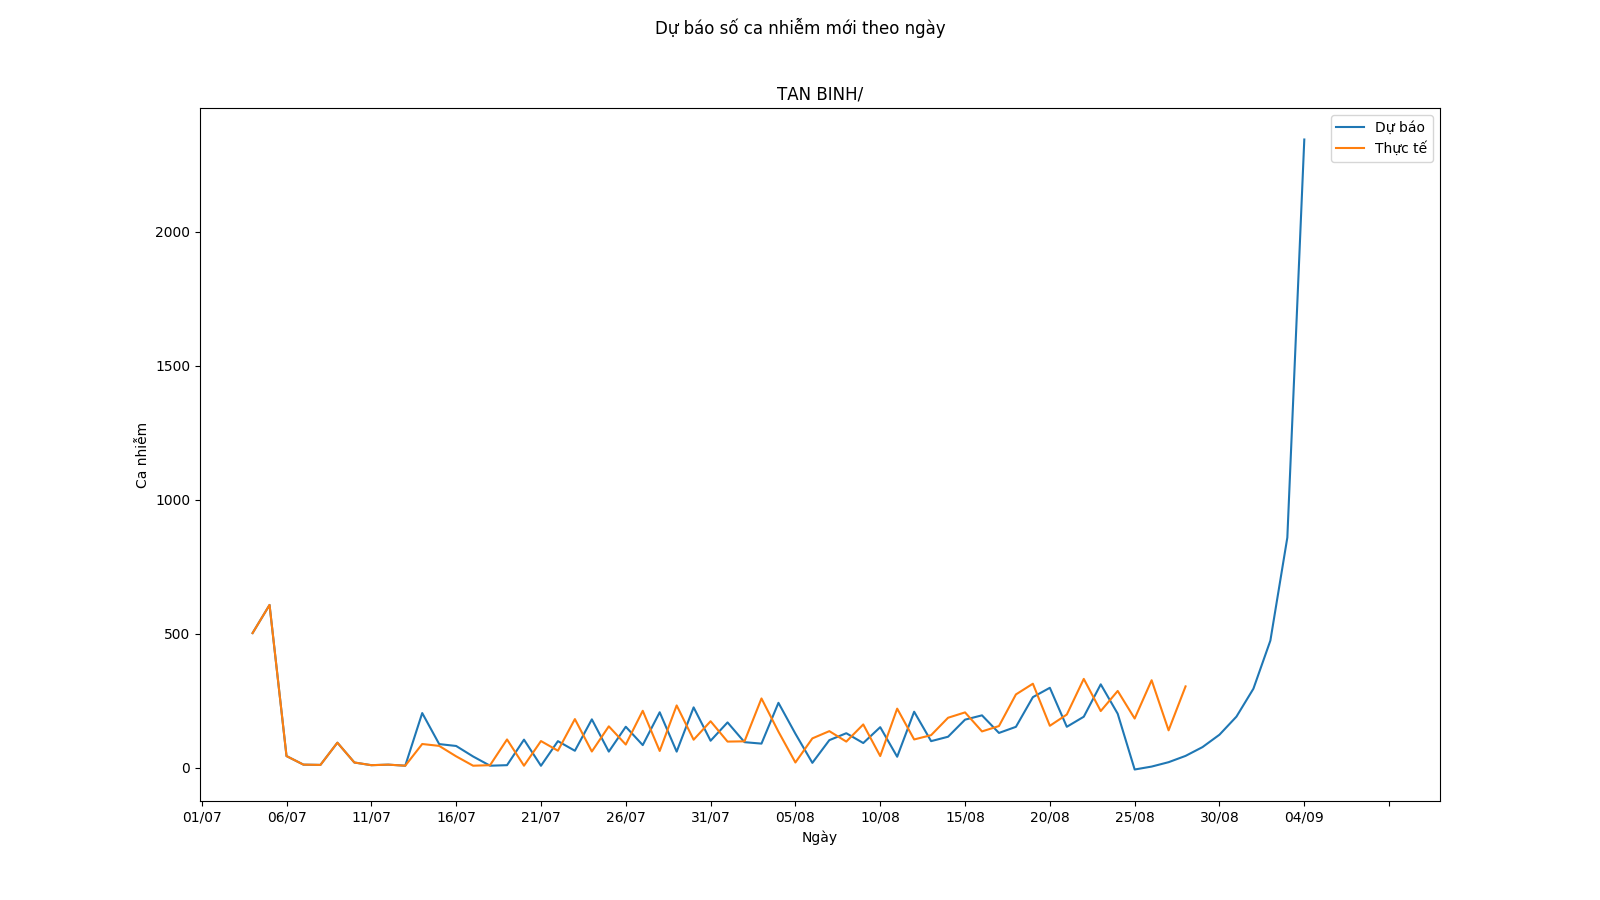 Dự báo số ca nhiễm mới theo ngày
TAN BINH/
Dự báo
Thực tế
Ca nhiễm
2000
1500
1000
500
0
01/07 06/07 11/07 16/07 21/07 26/07 31/07 05/08 10/08 15/08 20/08 25/08 30/08 04/09
Ngày